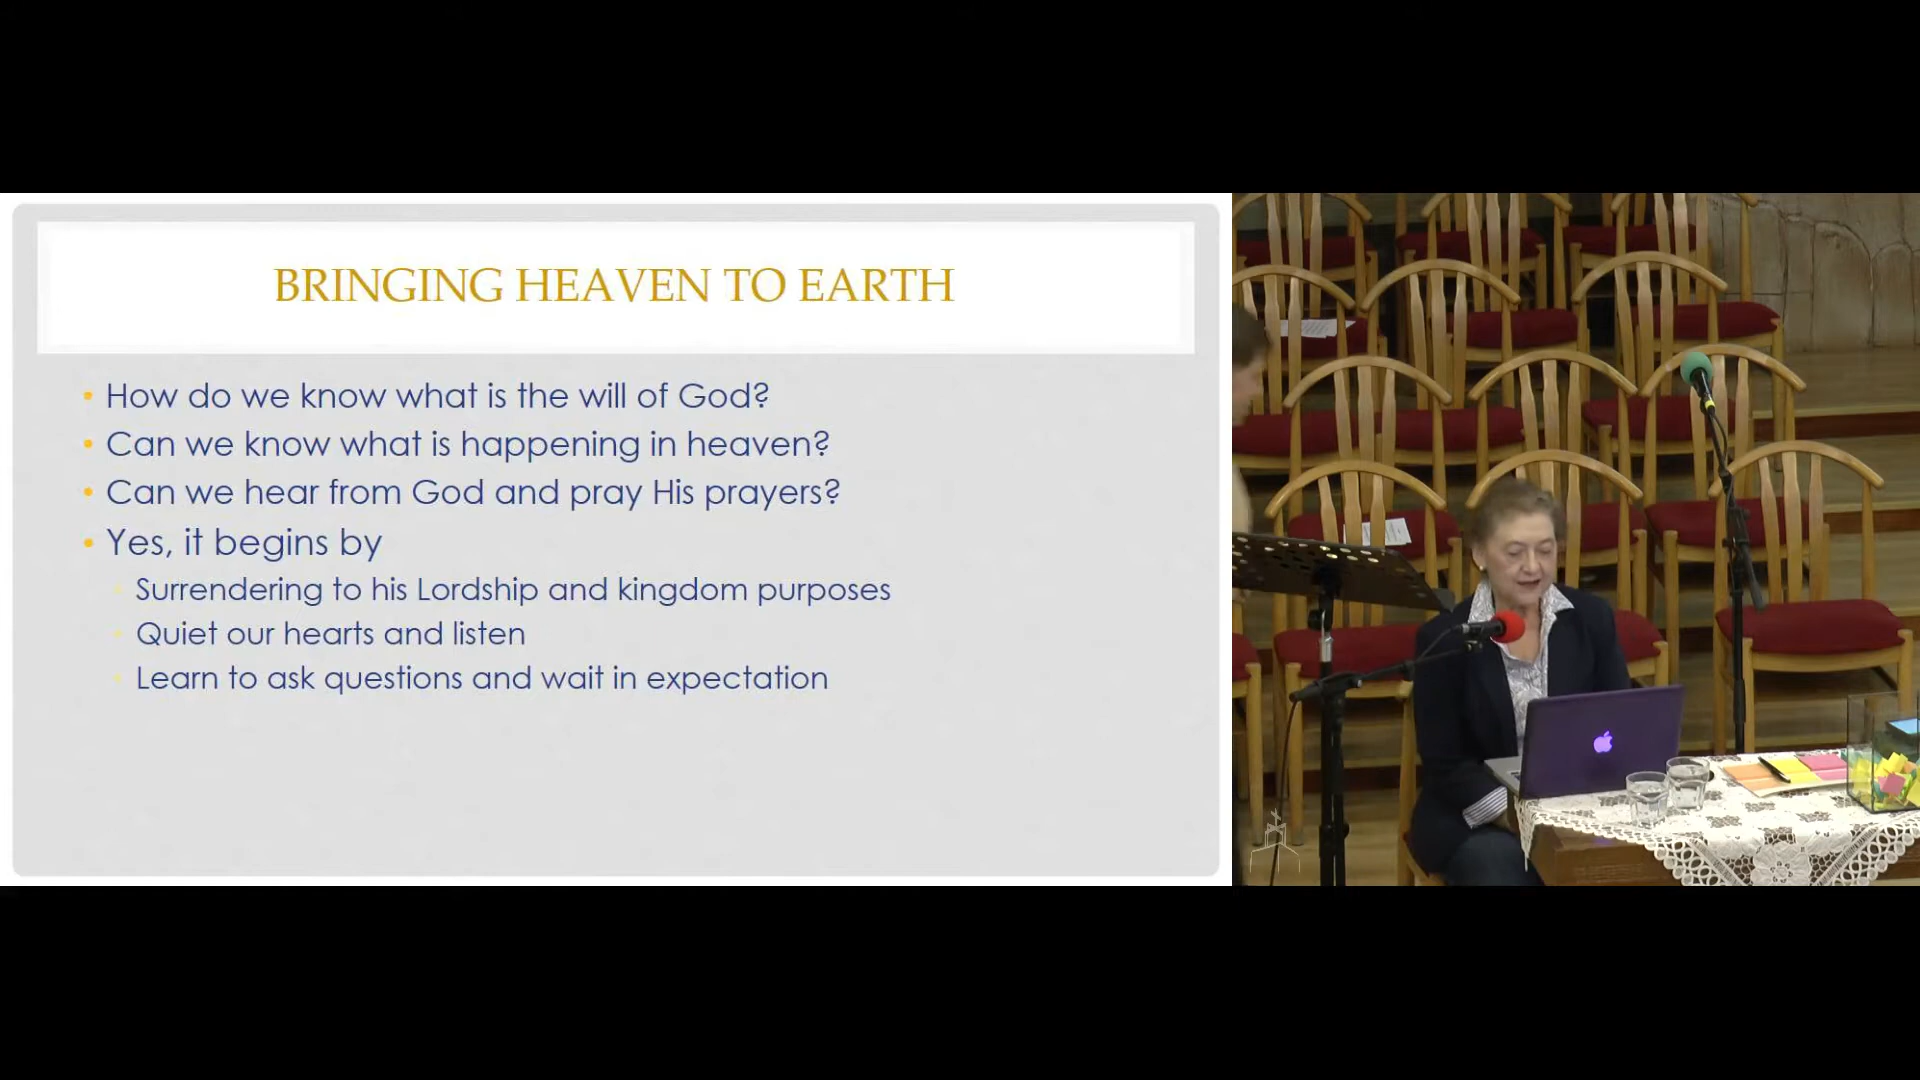 BRINGING HEAVEN TO EARTH
How do we know what is the will of God?
Can we know what is happening in heaven?
Can we hear from God and pray His prayers?
Yes, it begins by
Surrendering to his Lordship and kingdom purposes
Quiet our hearts and listen
Learn to ask questions and wait in expectation